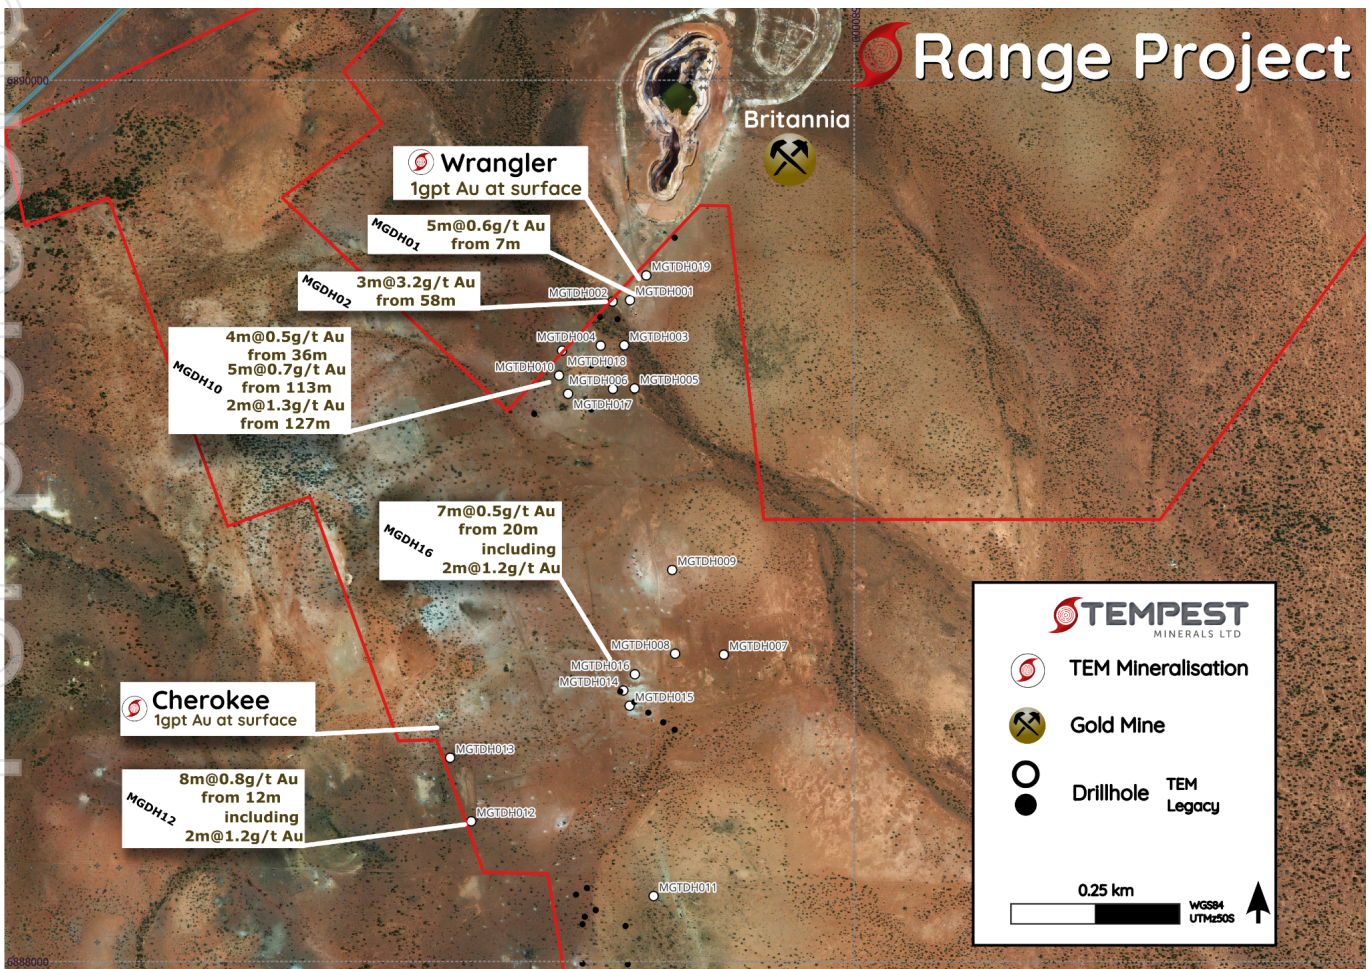 Range Project
580000
6890000
Britannia
Wrangler
1gpt Au at surface
MGDH01
5m@0.6g/t Au
from 7m
MGTDH019
MGDH02
3m@3.2g/t Au
from 58m
MGTDH002
MGTDH001
MGDH10
4m@0.5g/t Au
from 36m
5m@0.7g/t Au
from 113m
2m@1.3g/t Au
from 127m
MGTDH004
MGTDH003
MGTDH018
MGTDH010
MGTDH006
MGTDH005
MGTDH017
MGDH16
7m@0.5g/t Au
from 20m
including
2m@1.2g/t Au
MGTDH009
MGTDH008
MGTDH007
MGTDH016
MGTDH014
MGTDH015
Cherokee
1gpt Au at surface
MGTDH013
MGDH12
8m@0.8g/t Au
from 12m
including
2m@1.2g/t Au
MGTDH012
MGTDH011
6888000
TEMPEST
MINERALS LTD
TEM Mineralisation
Gold Mine
Drillhole
TEM
Legacy
0.25 km
WGS84
UTMz50S